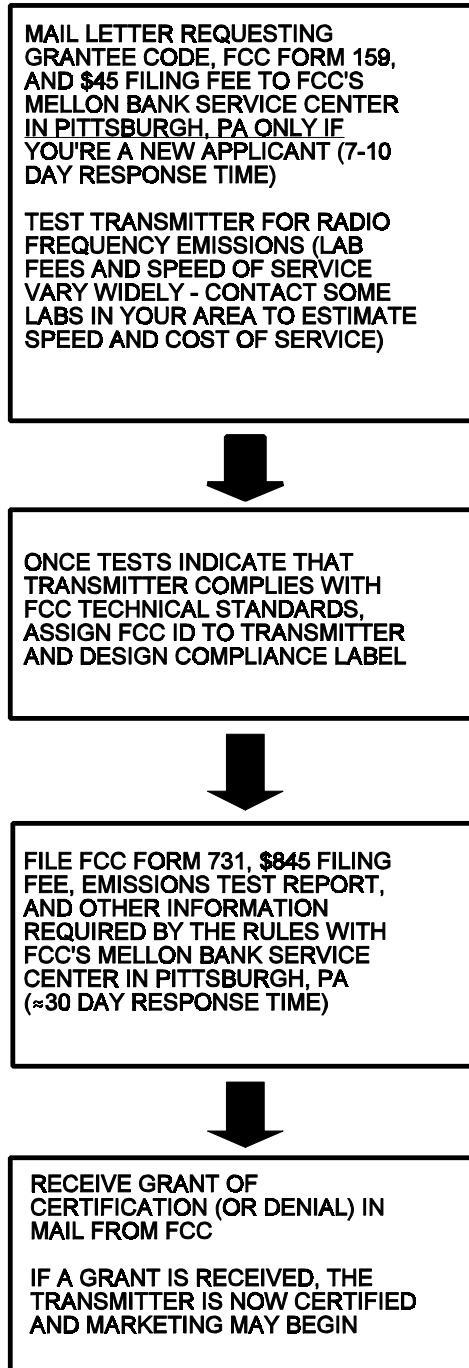 MAIL LETTER REQUESTING
GRANTEE CODE, FCC FORM 159,
AND $45 FILING FEE TO FCC'S
MELLON BANK SERVICE CENTER
IN PITTSBURGH, PA ONLY IF
YOU'RE A NEW APPLICANT (7-10
DAY RESPONSE TIME)
TEST TRANSMITTER FOR RADIO
FREQUENCY EMISSIONS (LAB
FEES AND SPEED OF SERVICE
VARY WIDELY - CONTACT SOME
LABS IN YOUR AREA TO ESTIMATE
SPEED AND COST OF SERVICE)
ONCE TESTS INDICATE THAT
TRANSMITTER COMPLIES WITH
FCC TECHNICAL STANDARDS,
ASSIGN FCC ID TO TRANSMITTER
AND DESIGN COMPLIANCE LABEL
FILE FCC FORM 731, $845 FILING
FEE, EMISSIONS TEST REPORT,
AND OTHER INFORMATION
REQUIRED BY THE RULES WITH
FCC'S MELLON BANK SERVICE
CENTER IN PITTSBURGH, PA
(≈30 DAY RESPONSE TIME)
RECEIVE GRANT OF
CERTIFICATION (OR DENIAL) IN
MAIL FROM FCC
IF A GRANT IS RECEIVED, THE
TRANSMITTER IS NOW CERTIFIED
AND MARKETING MAY BEGIN